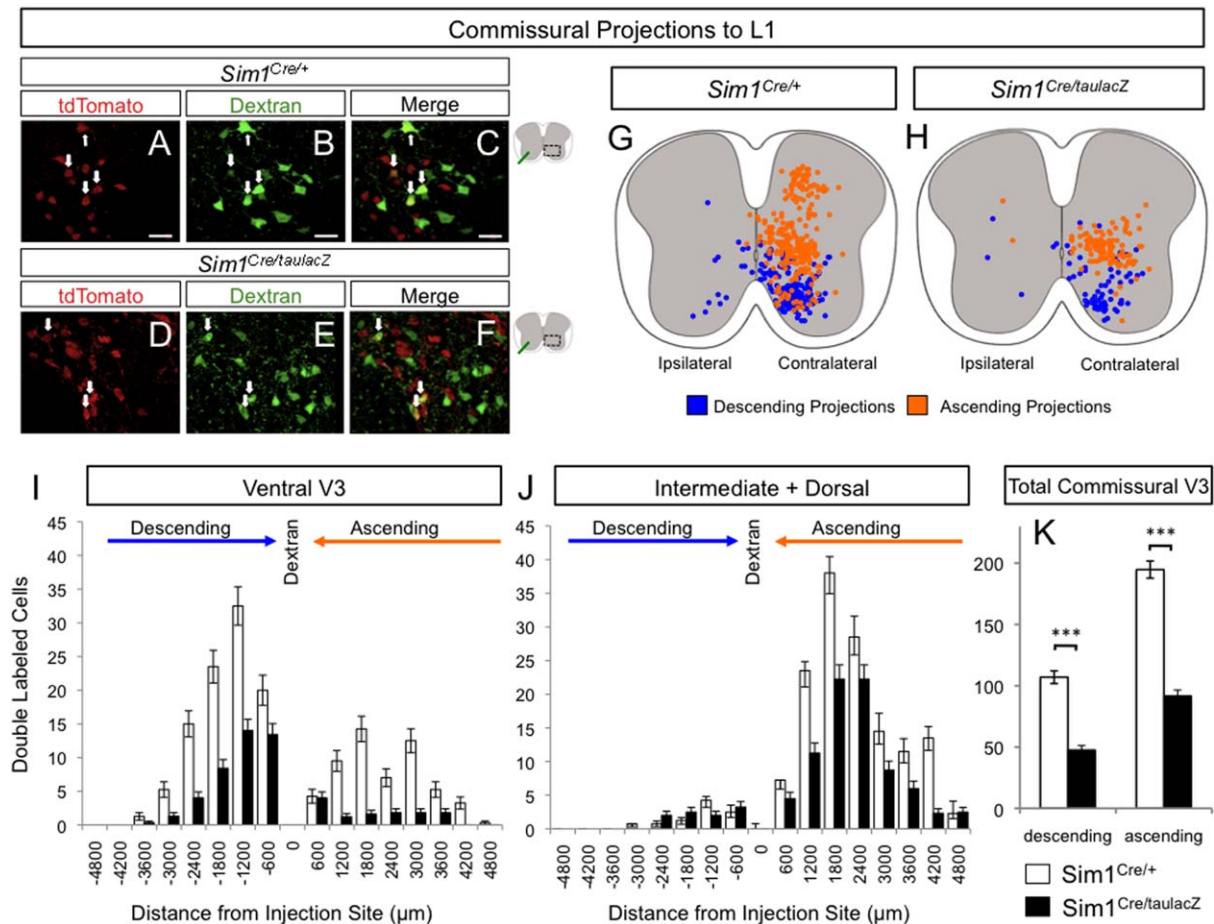 Commissural Projections to L1
Sim1Cre/+
tdTomato Dextran Merge
A B C
Sim1Cre/taulacZ
tdTomato Dextran Merge
D E F
Sim1Cre/+ Sim1Cre/taulacZ
G H
Ipsilateral Contralateral Ipsilateral Contralateral
Descending Projections Ascending Projections
I Ventral V3
Descending Dextran Ascending
Double Labeled Cells
45
40
35
30
25
20
15
10
5
0
-4800 -4200 -3600 -3000 -2400 -1800 -1200 -600 0 600 1200 1800 2400 3000 3600 4200 4800
Distance from Injection Site (µm)
J Intermediate + Dorsal
Descending Dextran Ascending
45
40
35
30
25
20
15
10
5
0
-4800 -4200 -3600 -3000 -2400 -1800 -1200 -600 0 600 1200 1800 2400 3000 3600 4200 4800
Distance from Injection Site (µm)
Total Commissural V3
K
***
***
200
150
100
50
0
descending ascending
Sim1Cre/+
Sim1Cre/taulacZ